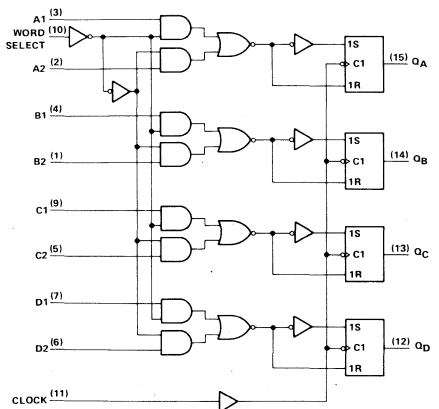 A1 (3)
WORD (10)
SELECT
A2 (2)
1S
C1
1R
(15) QA
B1 (4)
B2 (1)
1S
C1
1R
(14) QB
C1 (9)
C2 (5)
1S
C1
1R
(13) QC
D1 (7)
D2 (6)
1S
C1
1R
(12) QD
CLOCK (11)